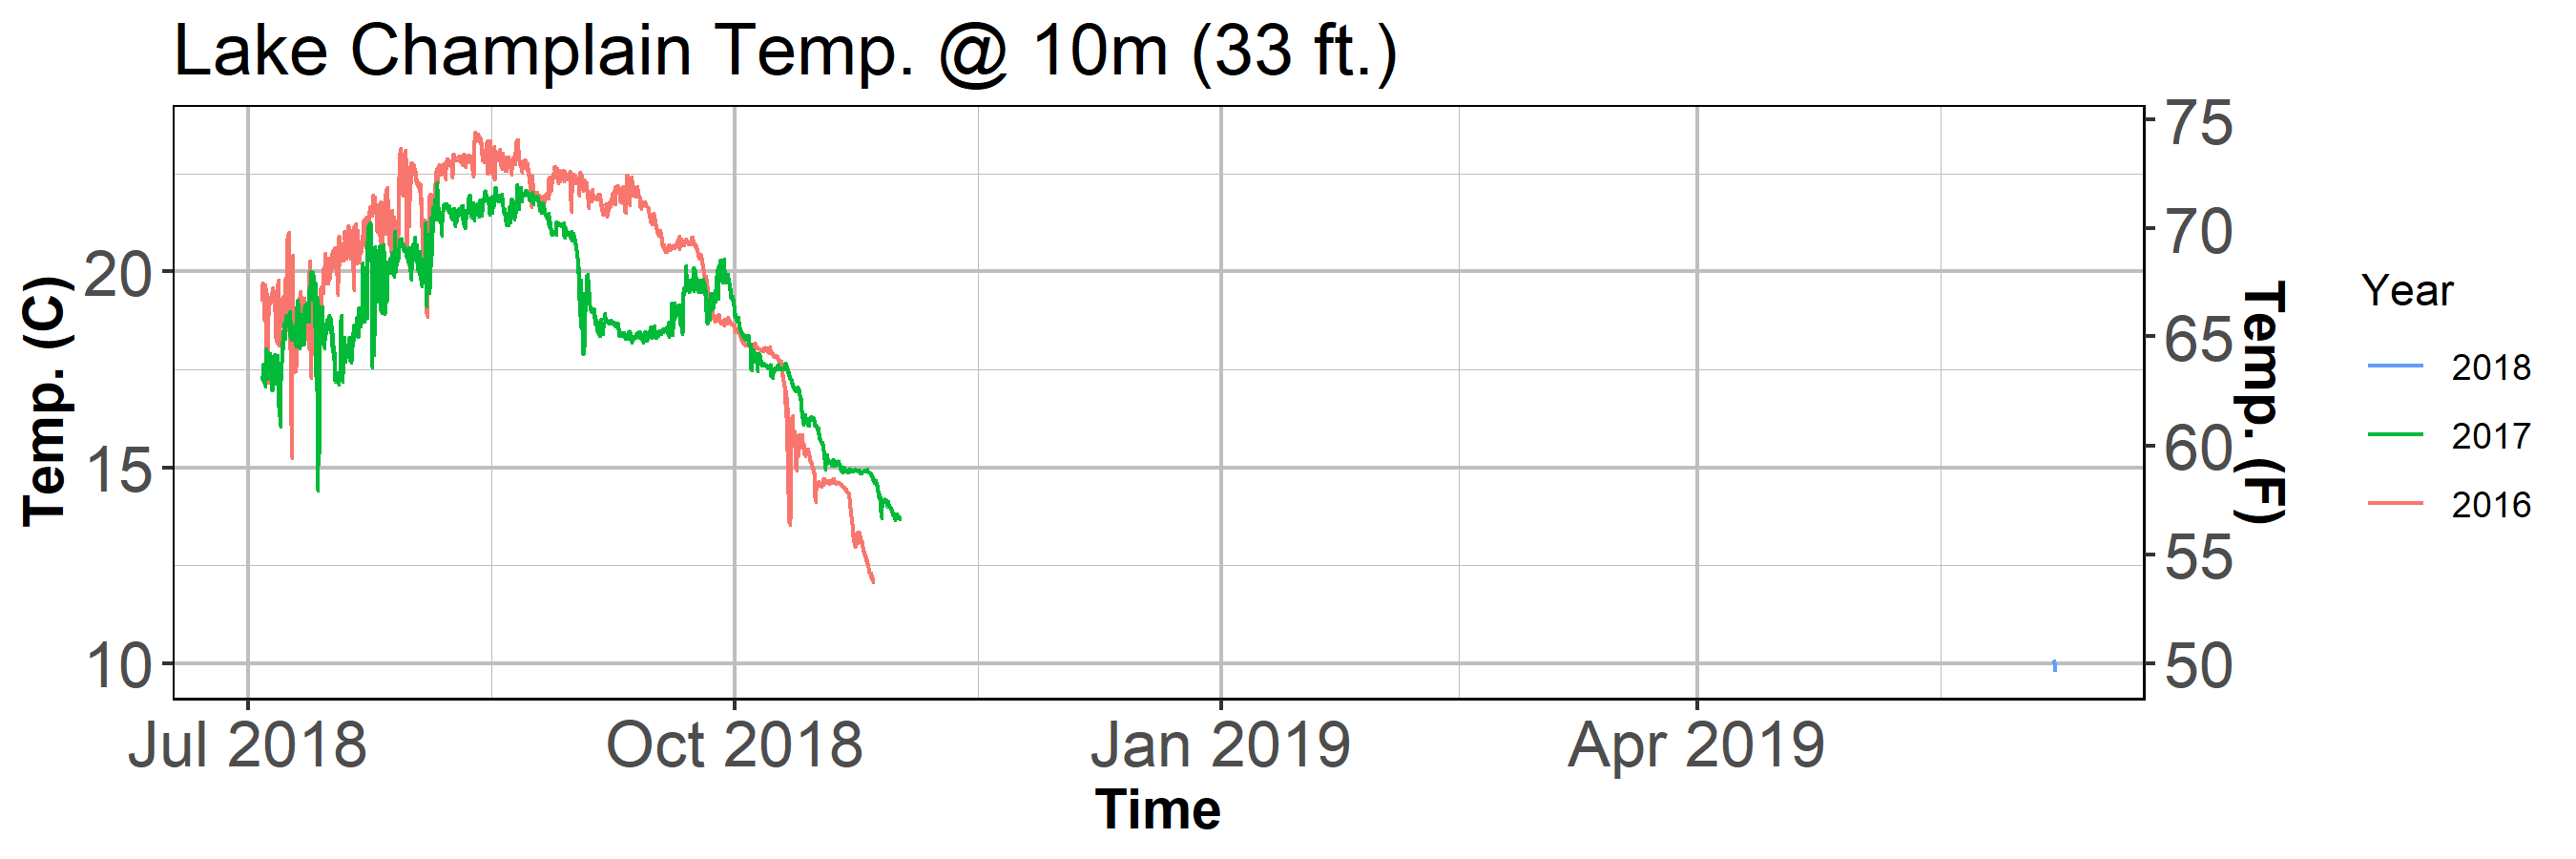 Lake Champlain Temp. @ 10m (33 ft.)
Temp. (C)
20
15
10
75
70
65
60
55
50
Temp. (F)
Jul 2018
Oct 2018
Jan 2019
Apr 2019
Time
Year
2018
2017
2016